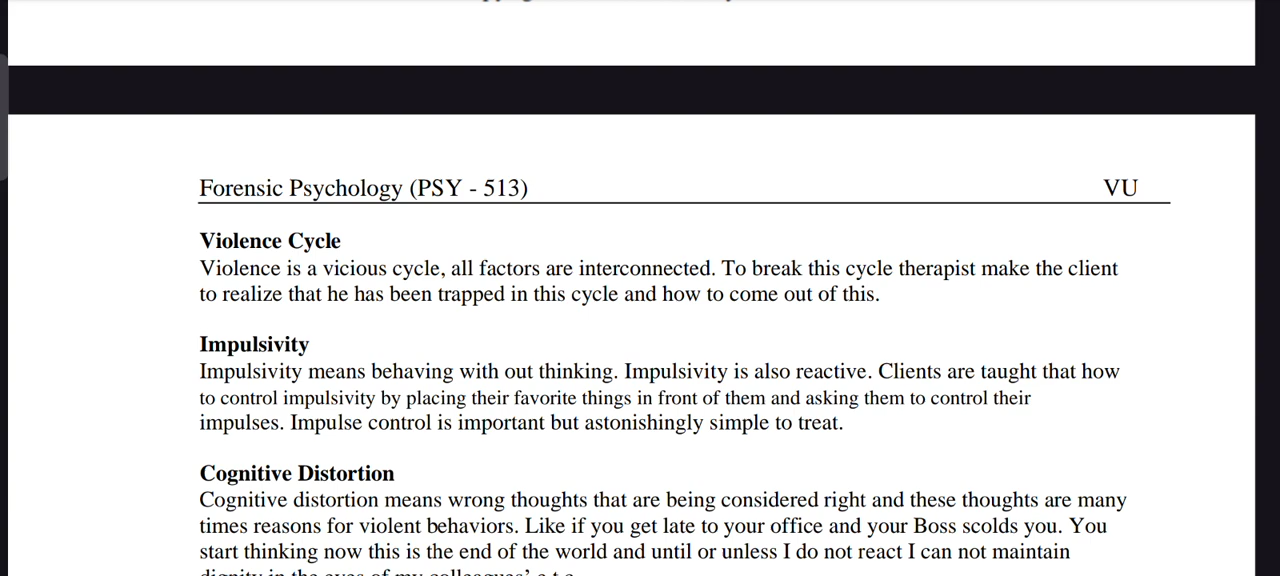 Forensic Psychology (PSY - 513) VU
Violence Cycle
Violence is a vicious cycle, all factors are interconnected. To break this cycle therapist make the client
to realize that he has been trapped in this cycle and how to come out of this.
Impulsivity
Impulsivity means behaving with out thinking. Impulsivity is also reactive. Clients are taught that how
to control impulsivity by placing their favorite things in front of them and asking them to control their
impulses. Impulse control is important but astonishingly simple to treat.
Cognitive Distortion
Cognitive distortion means wrong thoughts that are being considered right and these thoughts are many
times reasons for violent behaviors. Like if you get late to your office and your Boss scolds you. You
start thinking now this is the end of the world and until or unless I do not react I can not maintain
dignity in the eyes of my colleagues' e.t.c.